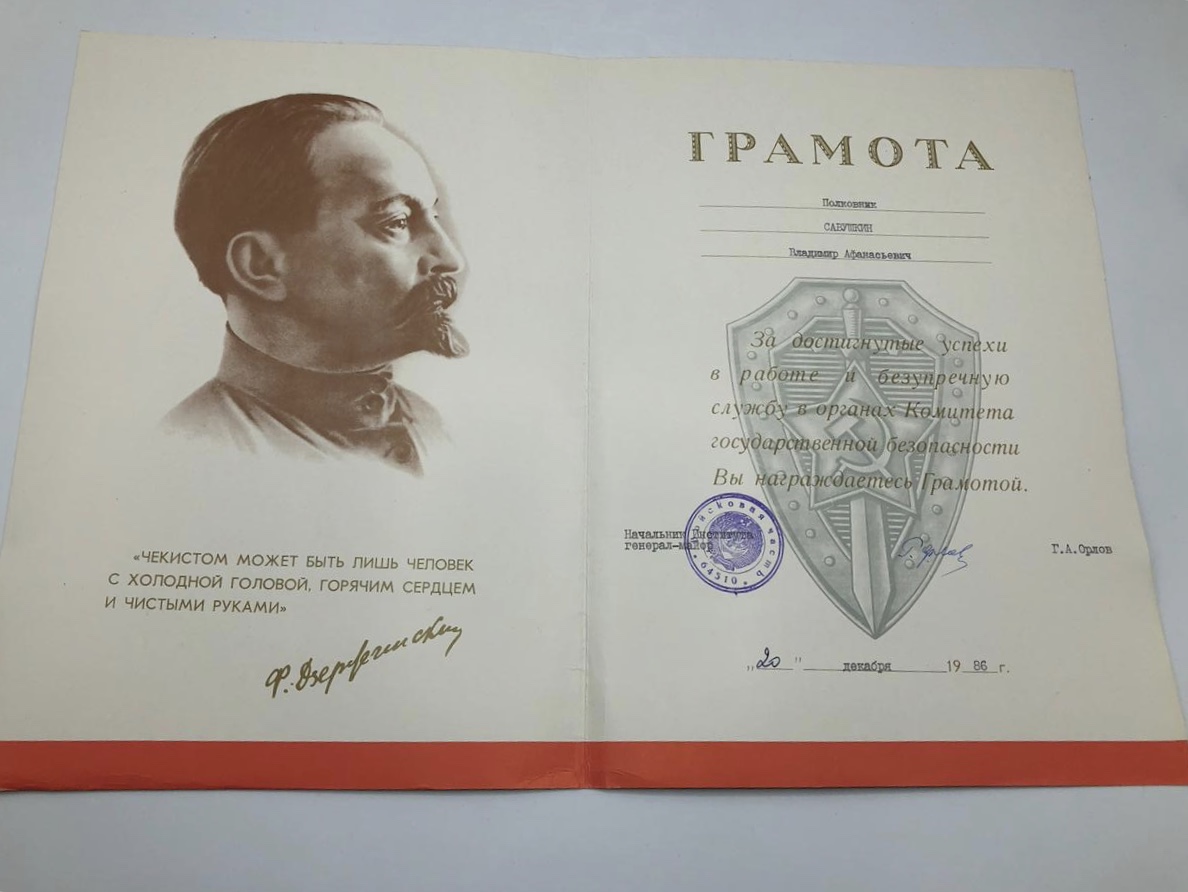 «ЧЕКИСТОМ МОЖЕТ БЫТЬ ЛИШЬ ЧЕЛОВЕК
С ХОЛОДНОЙ ГОЛОВОЙ, ГОРЯЧИМ СЕРДЦЕМ
И ЧИСТЫМИ РУКАМИ»
Ф. Дзержинский
ГРАМОТА
Полковник
САВУШКИН
Владимир Афанасьевич
За достигнутые успехи
в работе и безупречную
службу в органах Комитета
государственной безопасности
Вы награждаетесь Грамотой.
Начальник Института
генерал-майор
Г.А.Орлов
Войсковая часть
* 64510 *
„20" декабря 1986 г.